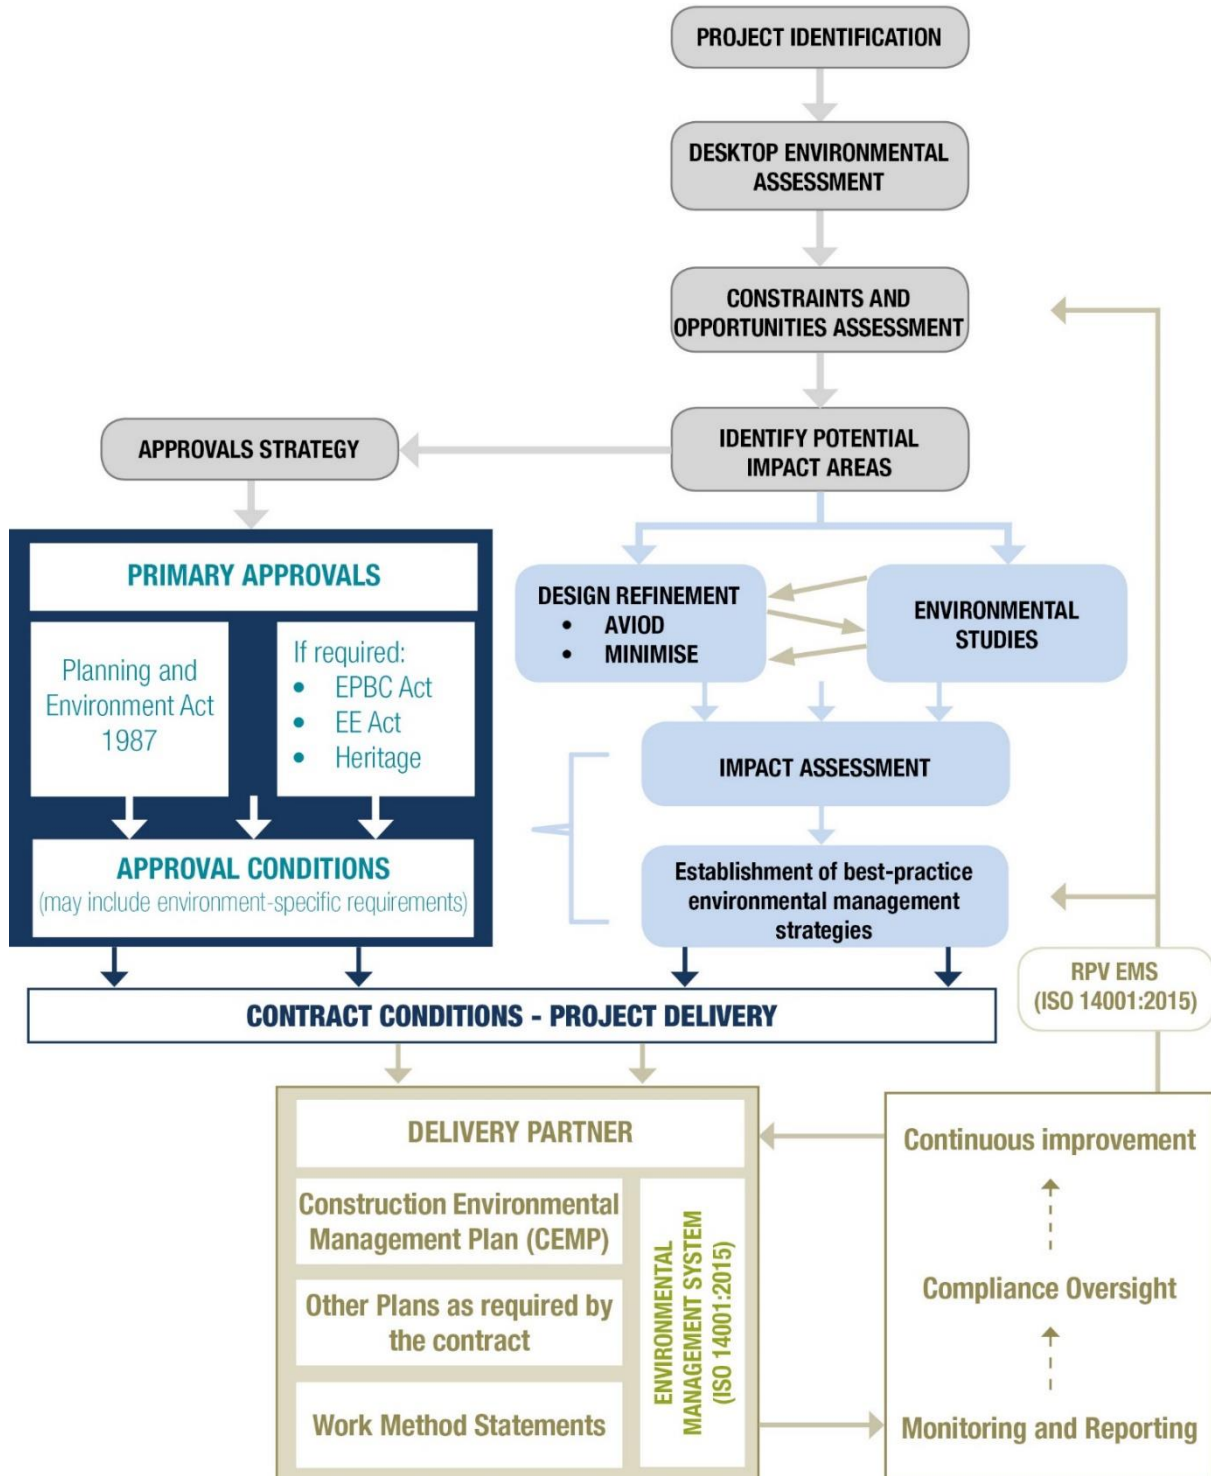 PROJECT IDENTIFICATION
DESKTOP ENVIRONMENTAL
ASSESSMENT
CONSTRAINTS AND
OPPORTUNITIES ASSESSMENT
APPROVALS STRATEGY
IDENTIFY POTENTIAL
IMPACT AREAS
PRIMARY APPROVALS
Planning and
Environment Act
1987
If required:
• EPBC Act
• EE Act
• Heritage
APPROVAL CONDITIONS
(may include environment-specific requirements)
DESIGN REFINEMENT
• AVIOD
• MINIMISE
ENVIRONMENTAL
STUDIES
IMPACT ASSESSMENT
Establishment of best-practice
environmental management
strategies
RPV EMS
(ISO 14001:2015)
CONTRACT CONDITIONS - PROJECT DELIVERY
DELIVERY PARTNER
Construction Environmental
Management Plan (CEMP)
Other Plans as required by
the contract
Work Method Statements
ENVIRONMENTAL
MANAGEMENT SYSTEM
(ISO 14001:2015)
Continuous improvement
Compliance Oversight
Monitoring and Reporting